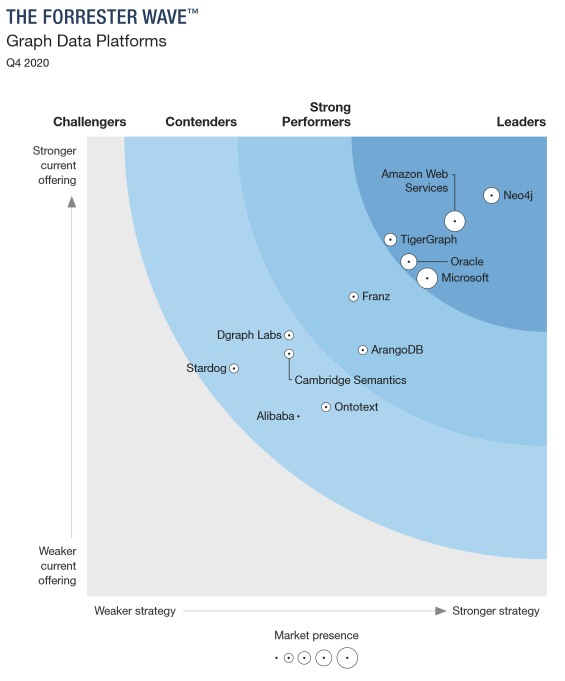 THE FORRESTER WAVE™
Graph Data Platforms
Q4 2020
Challengers
Contenders
Strong
Performers
Leaders
Stronger
current
offering
Amazon Web
Services
Neo4j
TigerGraph
Oracle
Microsoft
Franz
Dgraph Labs
ArangoDB
Stardog
Cambridge Semantics
Ontotext
Alibaba
Weaker
current
offering
Weaker strategy
Stronger strategy
Market presence